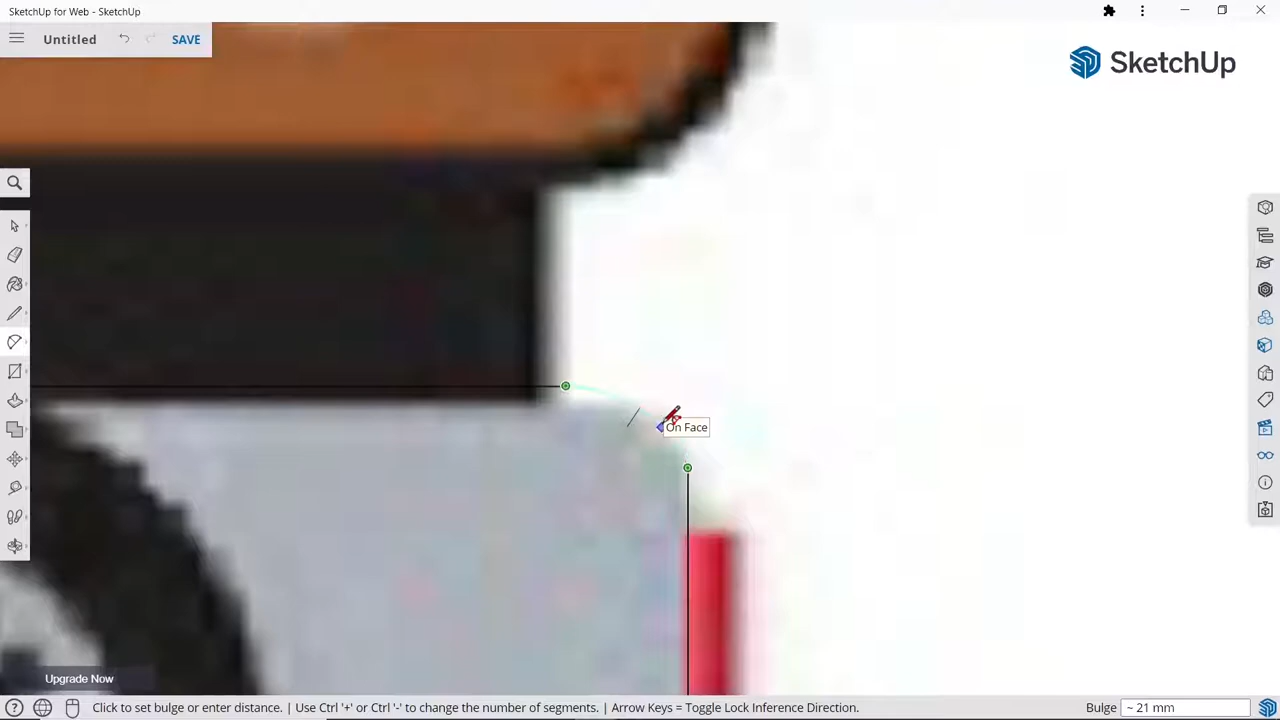 SketchUp for Web - SketchUp
Untitled
SAVE
SketchUp
On Face
Upgrade Now
Click to set bulge or enter distance. | Use Ctrl '+' or Ctrl '-' to change the number of segments. | Arrow Keys = Toggle Lock Inference Direction.
Bulge ~ 21 mm